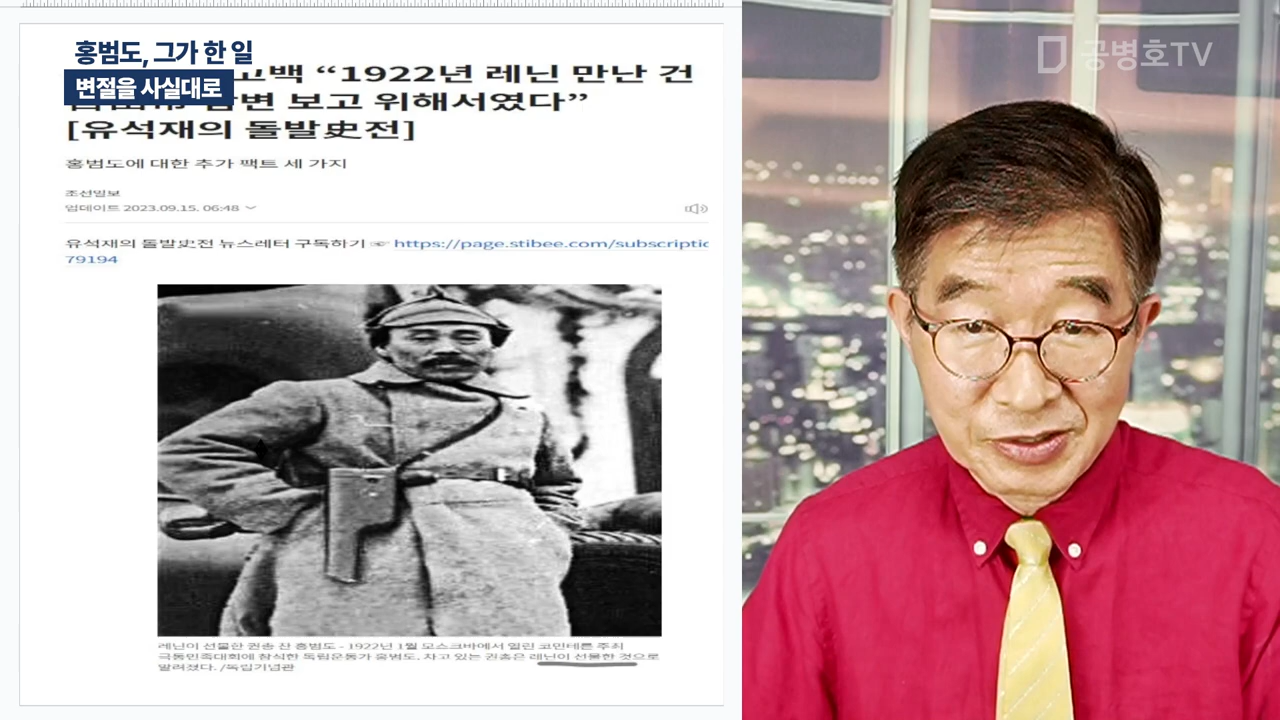 홍범도, 그가 한 일
변절을 사실대로
고백 “1922년 레닌 만난 건
보고 위해서였다”
[유석재의 돌발史전]
홍범도에 대한 추가 팩트 세 가지
조선일보
업데이트 2023.09.15. 06:48
유석재의 돌발史전 뉴스레터 구독하기 ☞ https://page.stibee.com/subscriptic
79194
레닌이 선물한 권총 찬 홍범도 - 1922년 1월 모스크바에서 열린 코민테른 주최
극동민족대회에 참석한 독립운동가 홍범도. 차고 있는 권총은 레닌이 선물한 것으로
알려졌다. /독립기념관
공병호TV